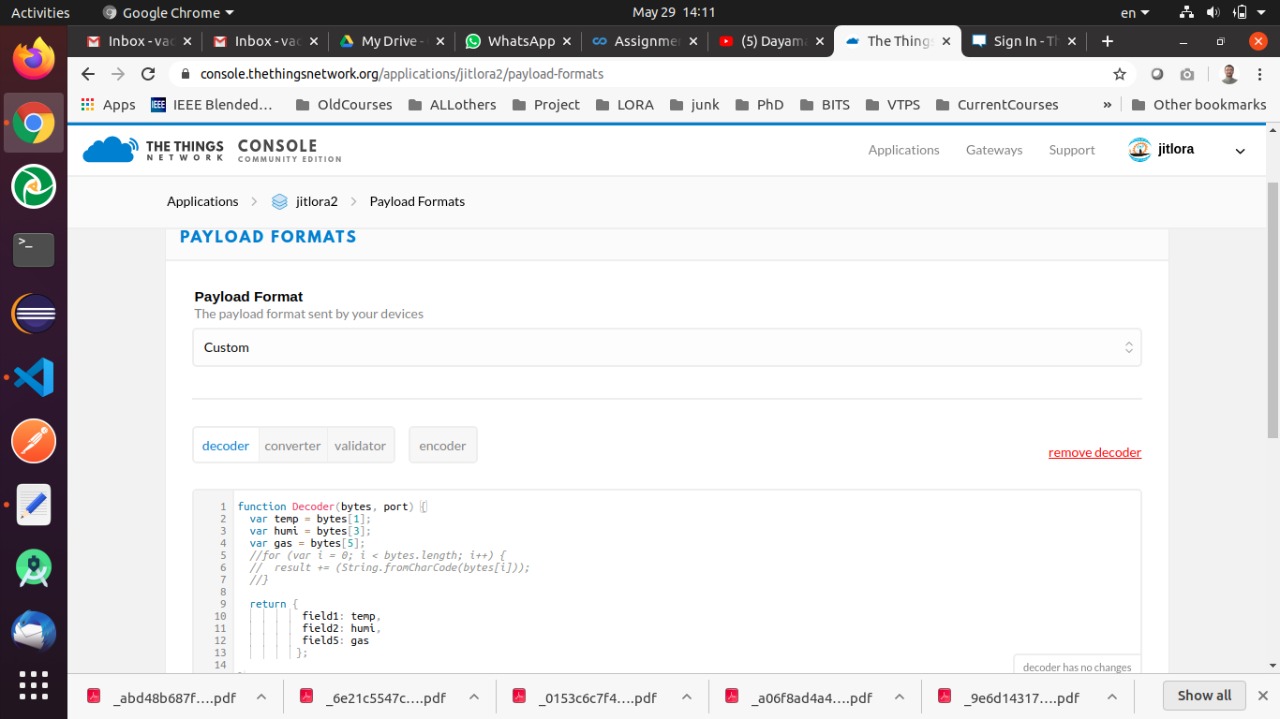 Activities Google Chrome May 29 14:11 en
Inbox - vac Inbox - vac My Drive - WhatsApp Assignmen (5) Dayama The Things Sign In - Th
console.thethingsnetwork.org/applications/jitlora2/payload-formats
Apps IEEE Blended... OldCourses ALLothers Project LORA junk PhD BITS VTPS CurrentCourses » Other bookmarks
THE THINGS NETWORK CONSOLE COMMUNITY EDITION Applications Gateways Support jitlora
Applications > jitlora2 > Payload Formats
PAYLOAD FORMATS
Payload Format
The payload format sent by your devices
Custom
decoder converter validator encoder remove decoder
1 function Decoder(bytes, port) {
2 var temp = bytes[1];
3 var humi = bytes[3];
4 var gas = bytes[5];
5 //for (var i = 0; i < bytes.length; i++) {
6 // result += (String.fromCharCode(bytes[i]));
7 //}
8
9 return {
10 field1: temp,
11 field2: humi,
12 field5: gas
13 };
14
decoder has no changes
_abd48b687f....pdf _6e21c5547c....pdf _0153c6c7f4....pdf _a06f8ad4a4....pdf _9e6d14317....pdf Show all